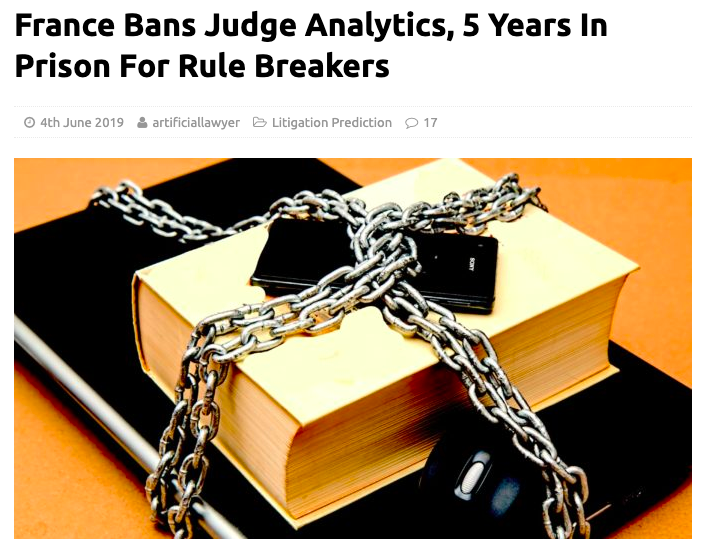 France Bans Judge Analytics, 5 Years In
Prison For Rule Breakers
4th June 2019 artificiallawyer Litigation Prediction 17
SONY